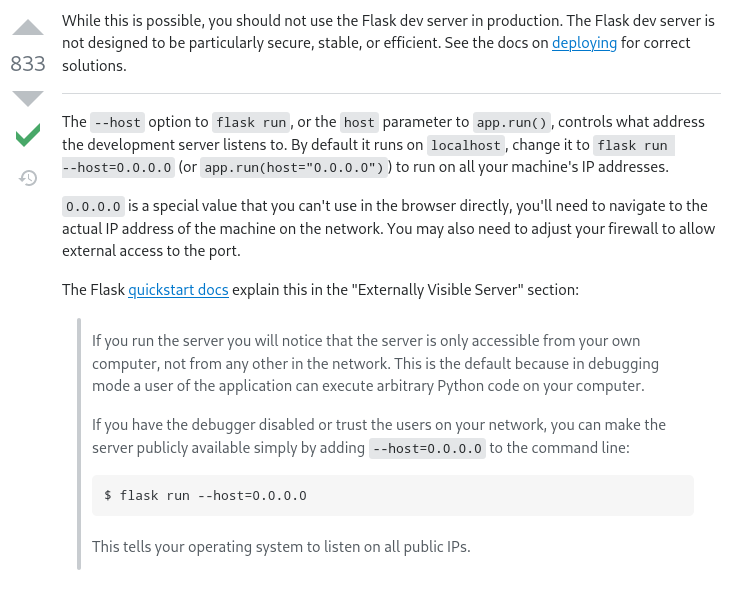 While this is possible, you should not use the Flask dev server in production. The Flask dev server is
not designed to be particularly secure, stable, or efficient. See the docs on deploying for correct
solutions.
833
The --host option to flask run, or the host parameter to app.run(), controls what address
the development server listens to. By default it runs on localhost, change it to flask run
--host=0.0.0.0 (or app.run(host="0.0.0.0")) to run on all your machine's IP addresses.
0.0.0.0 is a special value that you can't use in the browser directly, you'll need to navigate to the
actual IP address of the machine on the network. You may also need to adjust your firewall to allow
external access to the port.
The Flask quickstart docs explain this in the "Externally Visible Server" section:
If you run the server you will notice that the server is only accessible from your own
computer, not from any other in the network. This is the default because in debugging
mode a user of the application can execute arbitrary Python code on your computer.
If you have the debugger disabled or trust the users on your network, you can make the
server publicly available simply by adding --host=0.0.0.0 to the command line:
$ flask run --host=0.0.0.0
This tells your operating system to listen on all public IPs.